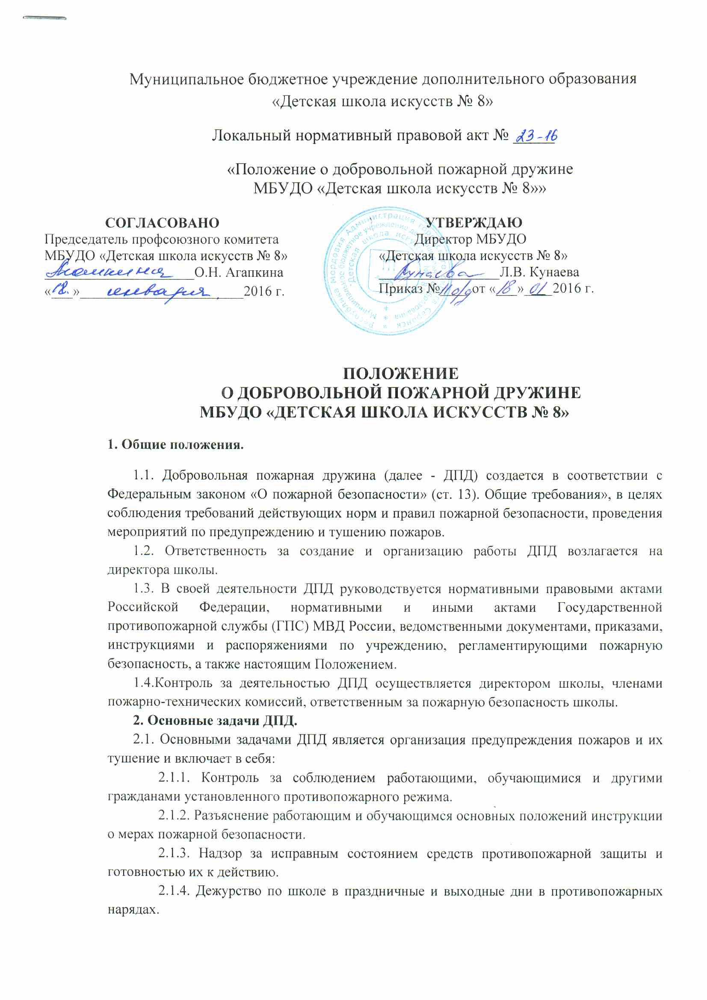 Муниципальное бюджетное учреждение дополнительного образования
«Детская школа искусств № 8»
Локальный нормативный правовой акт № 23-16
«Положение о добровольной пожарной дружине
МБУДО «Детская школа искусств № 8»»
СОГЛАСОВАНО
Председатель профсоюзного комитета
МБУДО «Детская школа искусств № 8»
О.Н. Агапкина
«18» января 2016 г.
УТВЕРЖДАЮ
Директор МБУДО
«Детская школа искусств № 8»
Кунаева Л.В. Кунаева
Приказ № 11 о/д от «18» 01 2016 г.
Республика Мордовия Администрация городского округа Саранск
Муниципальное бюджетное учреждение дополнительного образования
"Детская школа искусств № 8"
ПОЛОЖЕНИЕ
О ДОБРОВОЛЬНОЙ ПОЖАРНОЙ ДРУЖИНЕ
МБУДО «ДЕТСКАЯ ШКОЛА ИСКУССТВ № 8»
1. Общие положения.
1.1. Добровольная пожарная дружина (далее - ДПД) создается в соответствии с
Федеральным законом «О пожарной безопасности» (ст. 13). Общие требования», в целях
соблюдения требований действующих норм и правил пожарной безопасности, проведения
мероприятий по предупреждению и тушению пожаров.
1.2. Ответственность за создание и организацию работы ДПД возлагается на
директора школы.
1.3. В своей деятельности ДПД руководствуется нормативными правовыми актами
Российской Федерации, нормативными и иными актами Государственной
противопожарной службы (ГПС) МВД России, ведомственными документами, приказами,
инструкциями и распоряжениями по учреждению, регламентирующими пожарную
безопасность, а также настоящим Положением.
1.4.Контроль за деятельностью ДПД осуществляется директором школы, членами
пожарно-технических комиссий, ответственным за пожарную безопасность школы.
2. Основные задачи ДПД.
2.1. Основными задачами ДПД является организация предупреждения пожаров и их
тушение и включает в себя:
2.1.1. Контроль за соблюдением работающими, обучающимися и другими
гражданами установленного противопожарного режима.
2.1.2. Разъяснение работающим и обучающимся основных положений инструкции
о мерах пожарной безопасности.
2.1.3. Надзор за исправным состоянием средств противопожарной защиты и
готовностью их к действию.
2.1.4. Дежурство по школе в праздничные и выходные дни в противопожарных
нарядах.